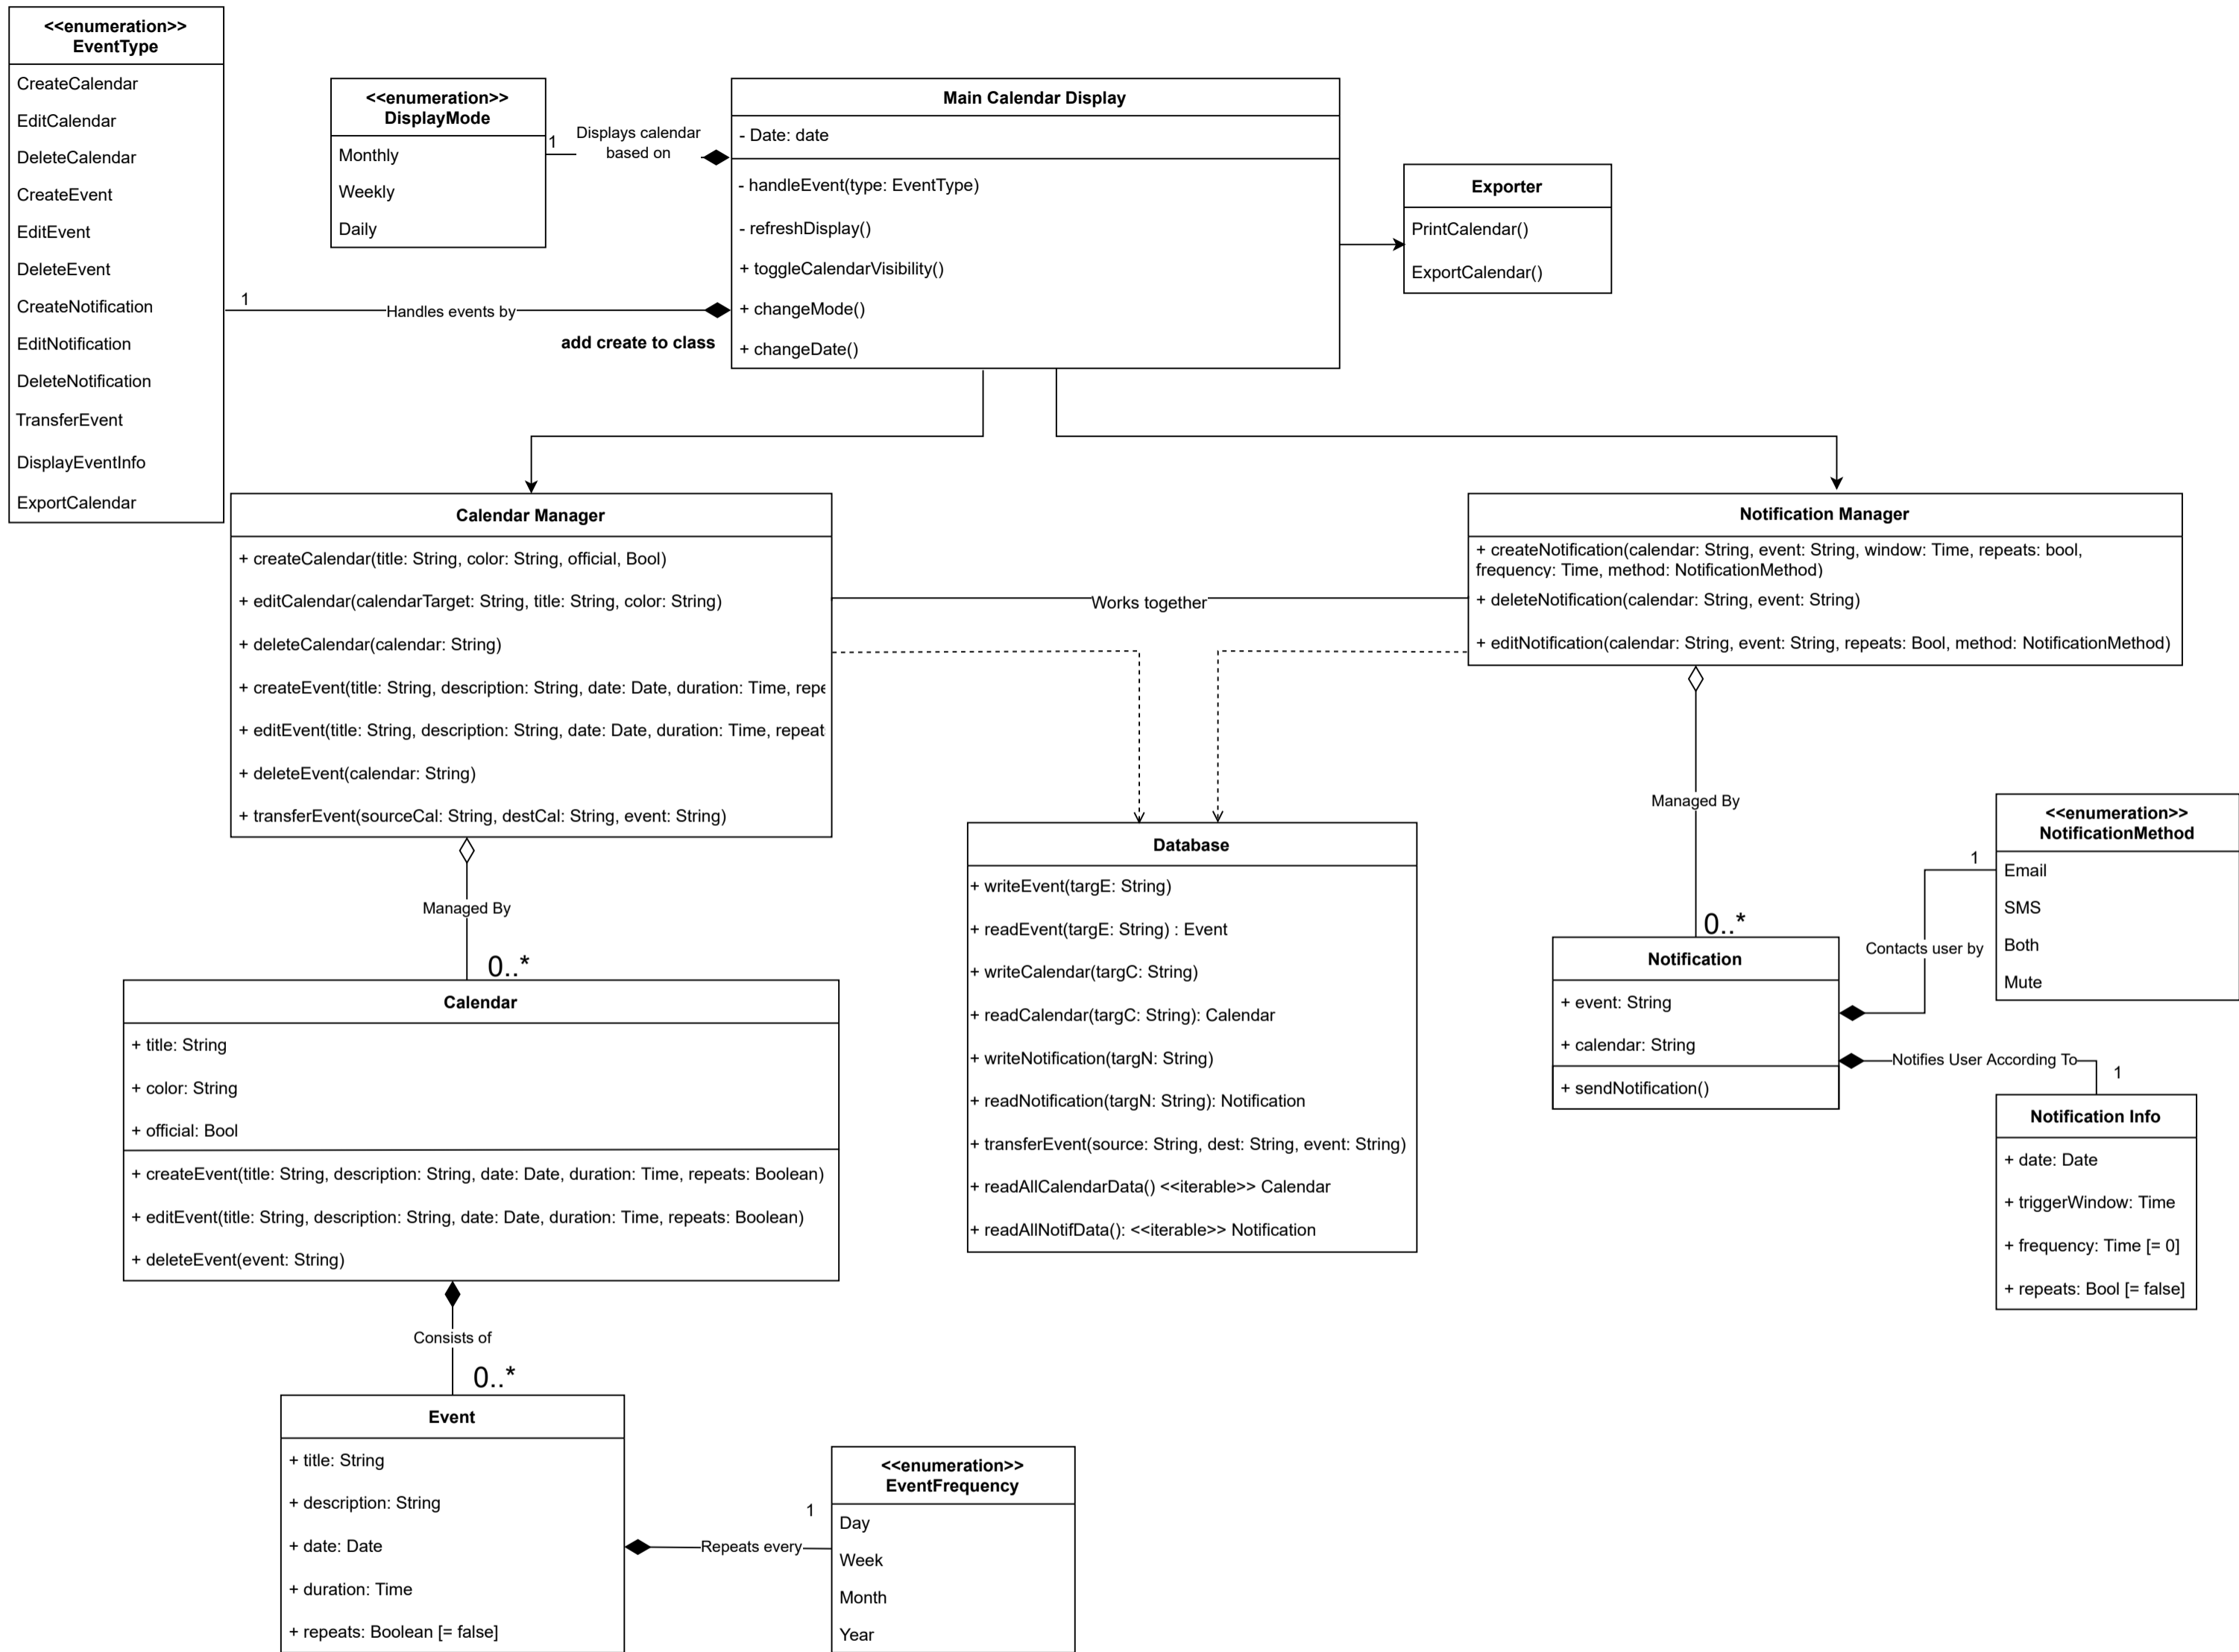 <<enumeration>>
EventType
CreateCalendar
EditCalendar
DeleteCalendar
CreateEvent
EditEvent
DeleteEvent
CreateNotification
EditNotification
DeleteNotification
TransferEvent
DisplayEventInfo
ExportCalendar
<<enumeration>>
DisplayMode
Monthly
Weekly
Daily
1
Displays calendar
based on
1
Handles events by
add create to class
Main Calendar Display
- Date: date
- handleEvent(type: EventType)
- refreshDisplay()
+ toggleCalendarVisibility()
+ changeMode()
+ changeDate()
Exporter
PrintCalendar()
ExportCalendar()
Calendar Manager
+ createCalendar(title: String, color: String, official, Bool)
+ editCalendar(calendarTarget: String, title: String, color: String)
+ deleteCalendar(calendar: String)
+ createEvent(title: String, description: String, date: Date, duration: Time, repe
+ editEvent(title: String, description: String, date: Date, duration: Time, repeat
+ deleteEvent(calendar: String)
+ transferEvent(sourceCal: String, destCal: String, event: String)
Works together
Notification Manager
+ createNotification(calendar: String, event: String, window: Time, repeats: bool,
frequency: Time, method: NotificationMethod)
+ deleteNotification(calendar: String, event: String)
+ editNotification(calendar: String, event: String, repeats: Bool, method: NotificationMethod)
Managed By
0..*
Calendar
+ title: String
+ color: String
+ official: Bool
+ createEvent(title: String, description: String, date: Date, duration: Time, repeats: Boolean)
+ editEvent(title: String, description: String, date: Date, duration: Time, repeats: Boolean)
+ deleteEvent(event: String)
Consists of
0..*
Event
+ title: String
+ description: String
+ date: Date
+ duration: Time
+ repeats: Boolean [= false]
1
Repeats every
<<enumeration>>
EventFrequency
Day
Week
Month
Year
Database
+ writeEvent(targE: String)
+ readEvent(targE: String) : Event
+ writeCalendar(targC: String)
+ readCalendar(targC: String): Calendar
+ writeNotification(targN: String)
+ readNotification(targN: String): Notification
+ transferEvent(source: String, dest: String, event: String)
+ readAllCalendarData() <<iterable>> Calendar
+ readAllNotifData(): <<iterable>> Notification
Managed By
0..*
Notification
+ event: String
+ calendar: String
+ sendNotification()
1
Contacts user by
<<enumeration>>
NotificationMethod
Email
SMS
Both
Mute
Notifies User According To
1
Notification Info
+ date: Date
+ triggerWindow: Time
+ frequency: Time [= 0]
+ repeats: Bool [= false]